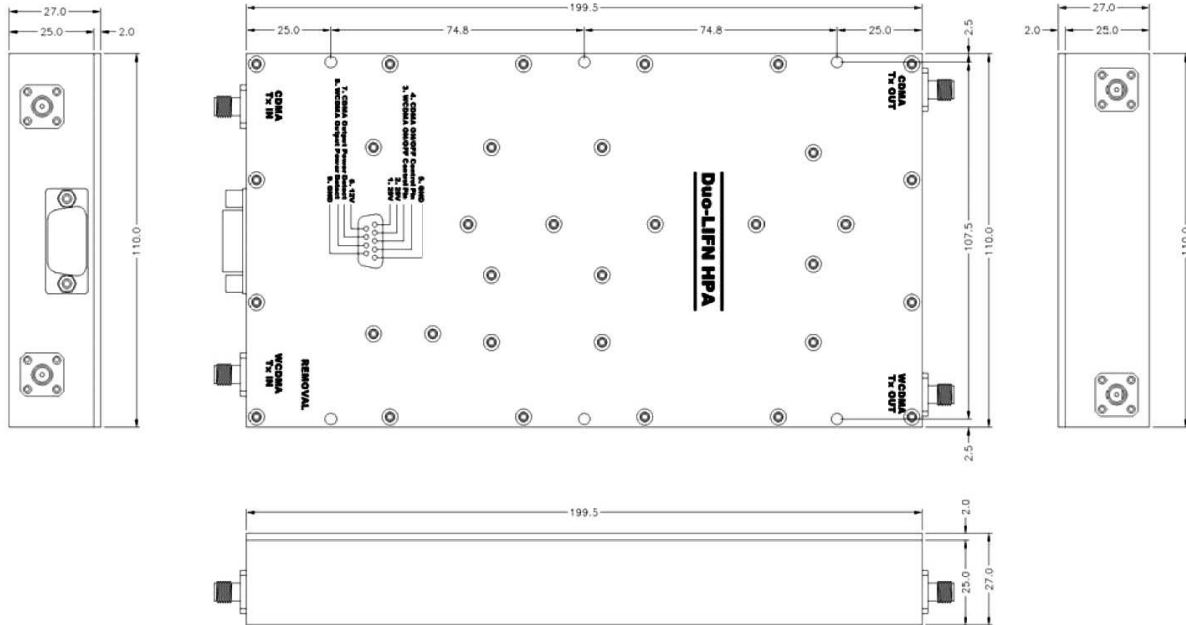 27.0
25.0
2.0
110.0
199.5
25.0
74.8
74.8
25.0
2.5
107.5
110.0
2.5
CDMA
Tx IN
CDMA
Tx OUT
4. CDMA ON/OFF Control Pin
3. WCDMA ON/OFF Control Pin
7. CDMA Output Power Detect
8. WCDMA Output Power Detect
5. GND
2. 28V
1. 28V
6. 12V
9. GND
Duo-LIFN HPA
WCDMA
Tx IN
REMOVAL
WCDMA
Tx OUT
27.0
2.0
25.0
110.0
199.5
2.0
25.0
27.0